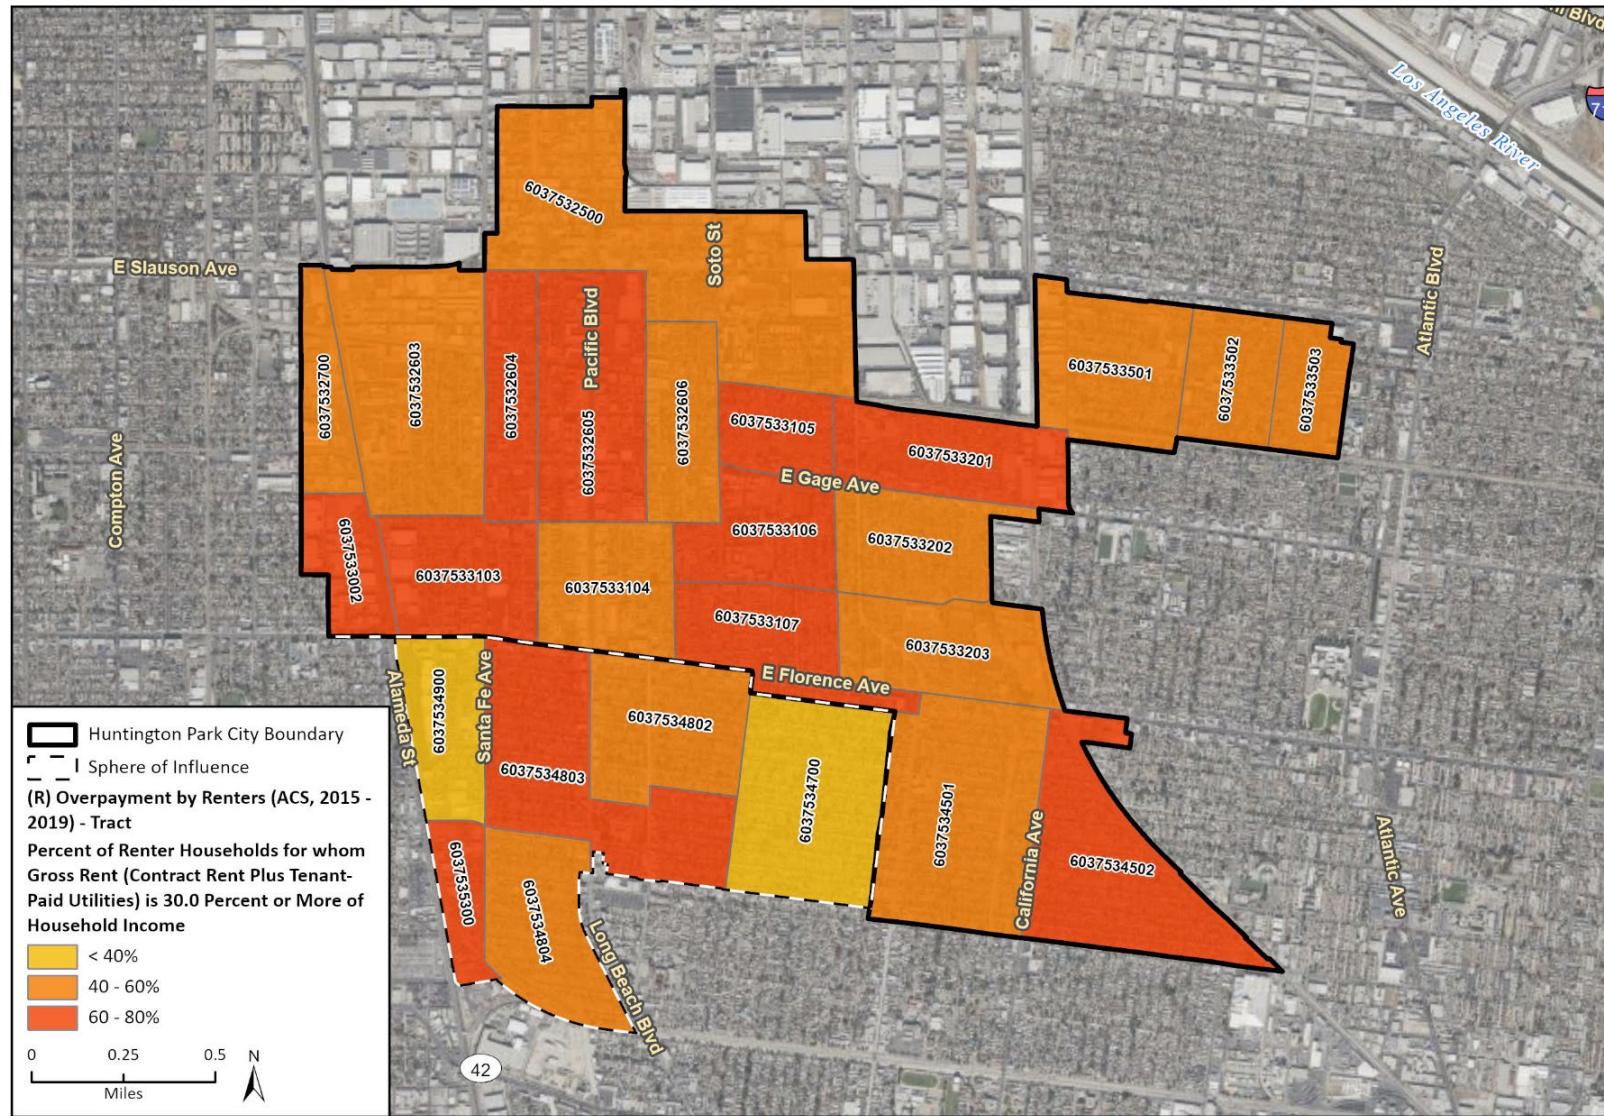 Los Angeles River
E Slauson Ave
Soto St
Pacific Blvd
Atlantic Blvd
Compton Ave
E Gage Ave
E Florence Ave
Alameda St
Santa Fe Ave
California Ave
Atlantic Ave
Long Beach Blvd
42
6037532500
6037532700
6037532603
6037532604
6037532605
6037532606
6037533105
6037533201
6037533501
6037533502
6037533503
6037533002
6037533103
6037533104
6037533106
6037533202
6037533107
6037533203
6037534900
6037534803
6037534802
6037534700
6037534501
6037534502
6037535300
6037534804
Huntington Park City Boundary
Sphere of Influence
(R) Overpayment by Renters (ACS, 2015 -
2019) - Tract
Percent of Renter Households for whom
Gross Rent (Contract Rent Plus Tenant-
Paid Utilities) is 30.0 Percent or More of
Household Income
< 40%
40 - 60%
60 - 80%
0 0.25 0.5
Miles
N